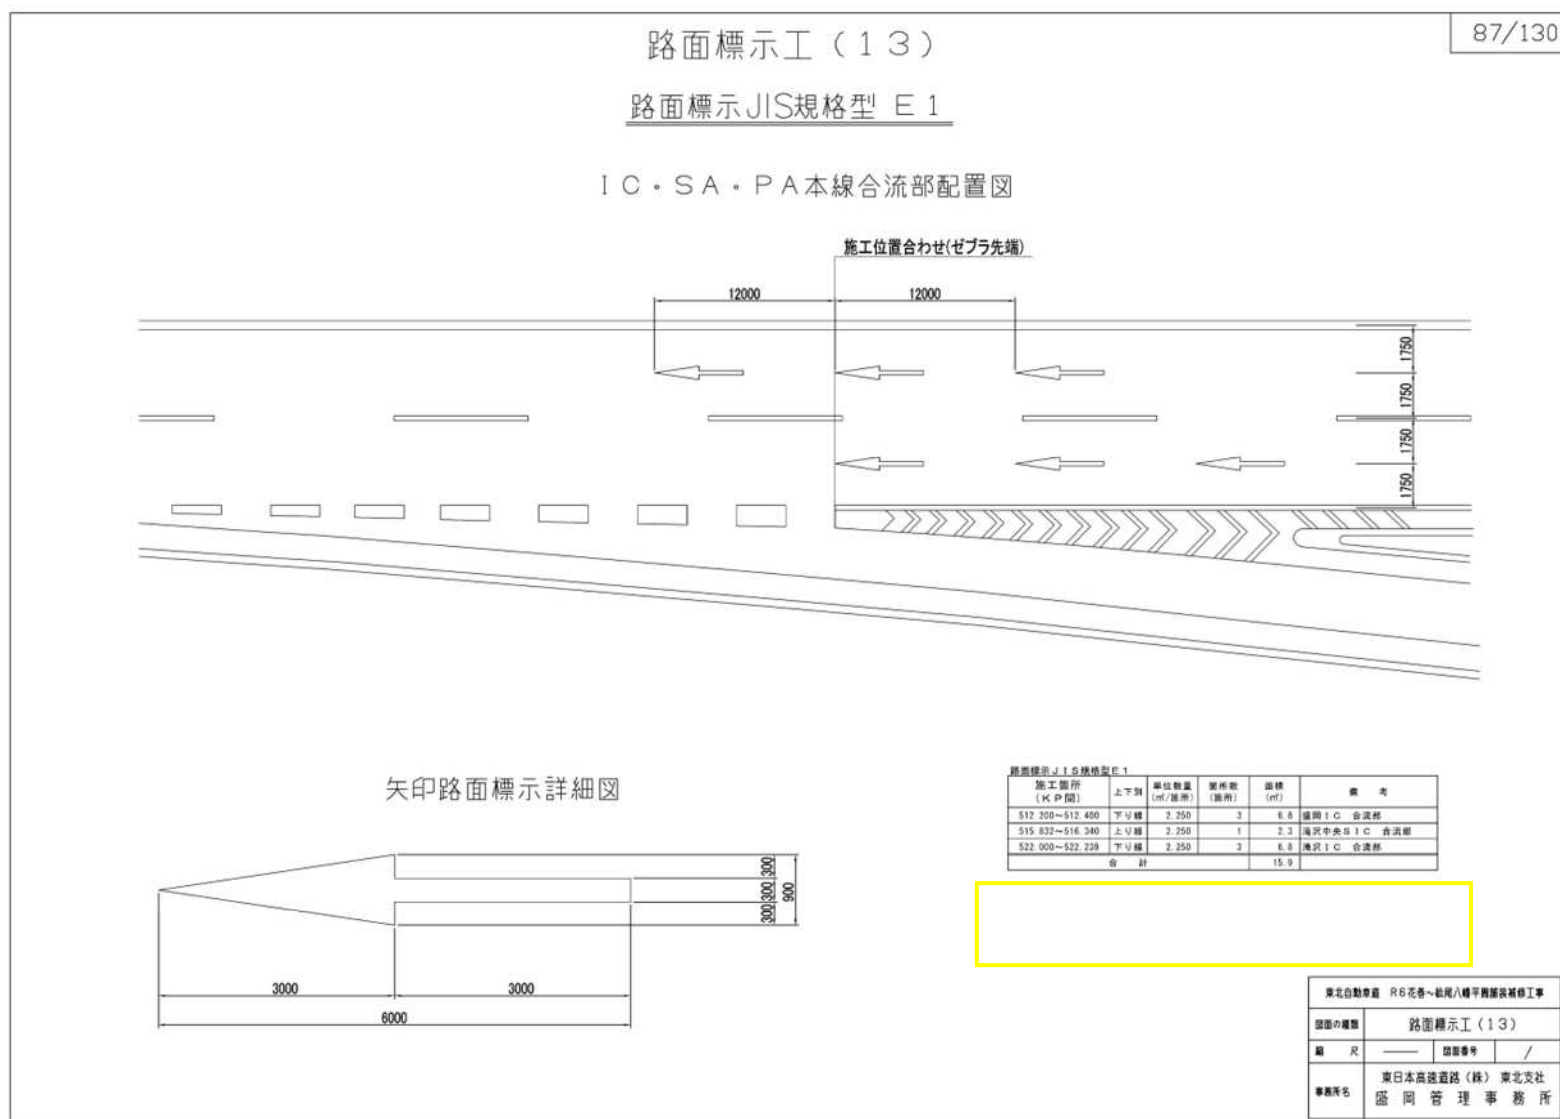 87/130
路面標示工(13)
路面標示JIS規格型 E1
IC・SA・PA本線合流部配置図
施工位置合わせ(ゼブラ先端)
12000 12000
1750
1750
1750
1750
矢印路面標示詳細図
300
300
300
900
3000 3000
6000
路面標示JIS規格型E1
施工箇所(KP間) 上下別 単位数量(㎡/箇所) 箇所数(箇所) 面積(㎡) 備 考
512.200~512.400 下り線 2.250 3 6.8 盛岡IC 合流部
515.832~516.340 上り線 2.250 1 2.3 滝沢中央SIC 合流部
522.000~522.239 下り線 2.250 3 6.8 滝沢IC 合流部
合 計 15.9
東北自動車道 R6花巻~松尾八幡平間舗装補修工事
図面の種類 路面標示工(13)
縮 尺 ――― 図面番号 /
事務所名 東日本高速道路(株) 東北支社
盛岡管理事務所